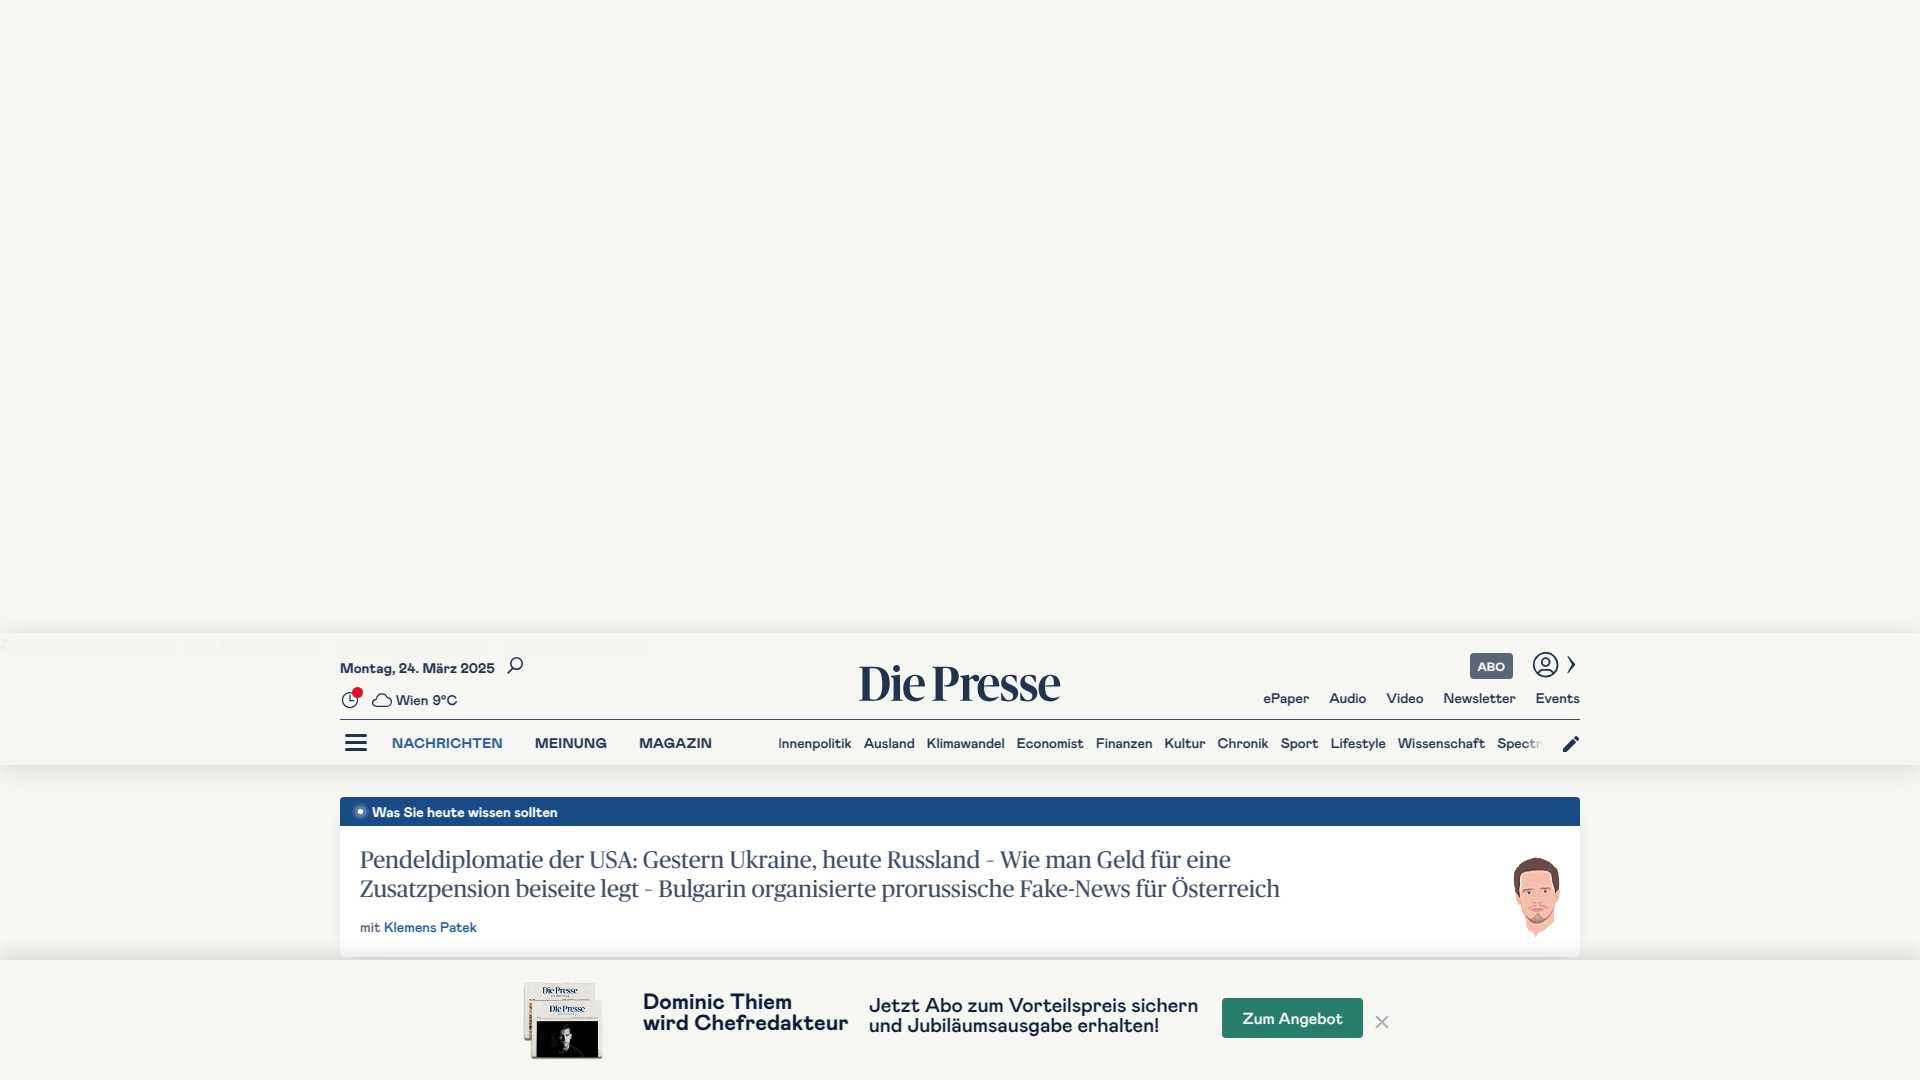 Montag, 24. März 2025
Die Presse
ABO
Wien 9°C
ePaper Audio Video Newsletter Events
NACHRICHTEN MEINUNG MAGAZIN
Innenpolitik Ausland Klimawandel Economist Finanzen Kultur Chronik Sport Lifestyle Wissenschaft Spectr
Was Sie heute wissen sollten
Pendeldiplomatie der USA: Gestern Ukraine, heute Russland – Wie man Geld für eine
Zusatzpension beiseite legt – Bulgarin organisierte prorussische Fake-News für Österreich
mit Klemens Patek
Die Presse
Die Presse
Dominic Thiem
wird Chefredakteur
Jetzt Abo zum Vorteilspreis sichern
und Jubiläumsausgabe erhalten!
Zum Angebot